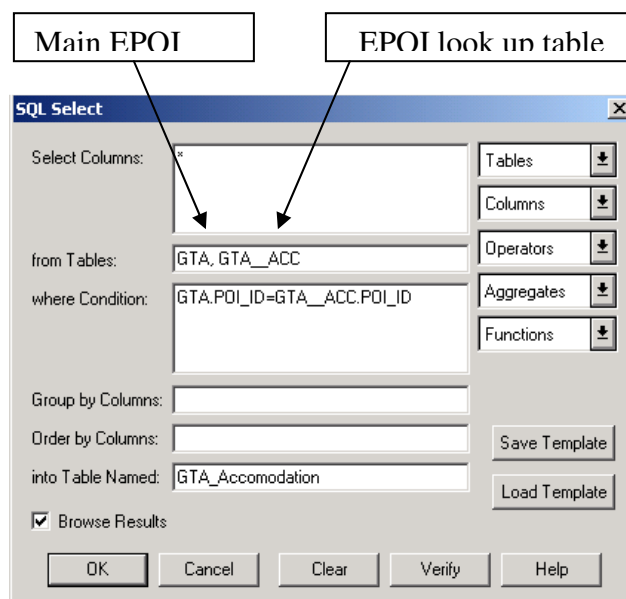 Main EPOI
EPOI look up table
SQL Select
Select Columns:
*
Tables
Columns
from Tables:
GTA, GTA__ACC
Operators
where Condition:
GTA.POI_ID=GTA__ACC.POI_ID
Aggregates
Functions
Group by Columns:
Order by Columns:
Save Template
into Table Named:
GTA_Accomodation
Load Template
Browse Results
OK
Cancel
Clear
Verify
Help